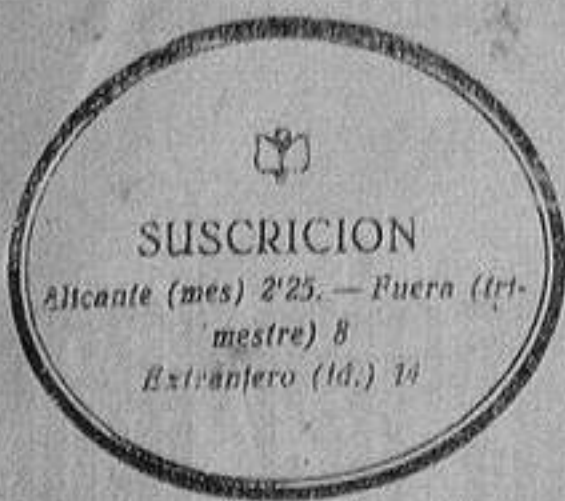 SUSCRICION
Alicante (mes) 2'25. — Fuera (tri-
mestre) 8
Extranjero (id.) 14